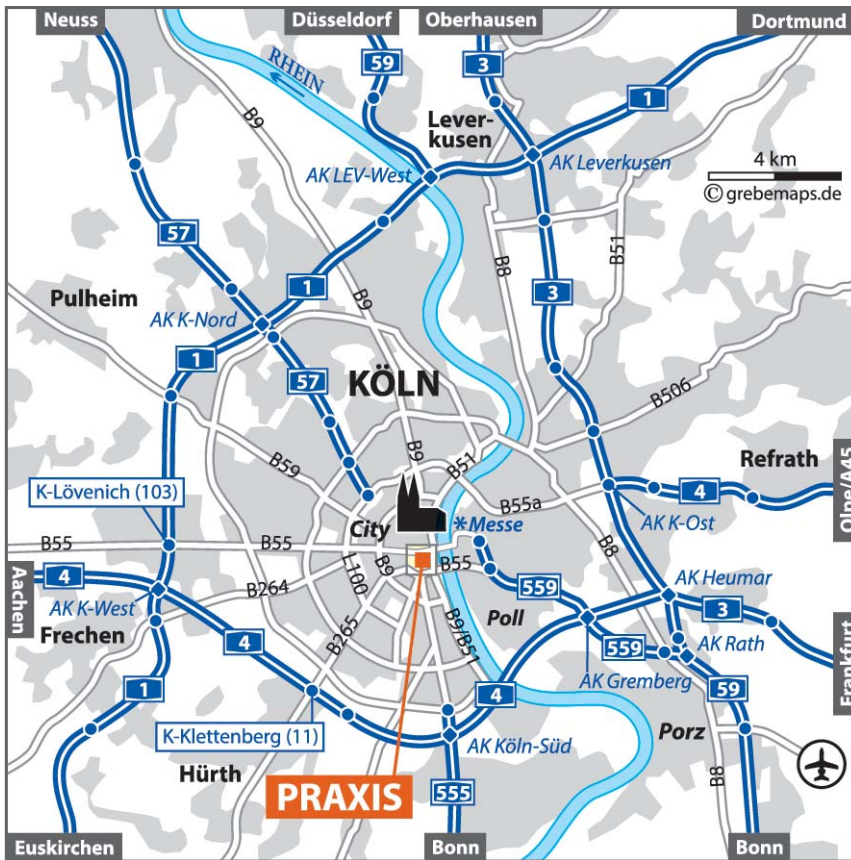 Neuss
Düsseldorf
Oberhausen
Dortmund
59
3
1
RHEIN
B9
Lever-
kusen
AK LEV-West
AK Leverkusen
4 km
© grebemaps.de
57
B8
B51
Pulheim
1
B9
3
AK K-Nord
1
57
KÖLN
B506
B59
B9
B51
Refrath
Olpe/A45
K-Lövenich (103)
City
*Messe
B55a
4
AK K-Ost
B55
B55
L100
B9
B55
B8
Aachen
4
AK K-West
B264
559
AK Heumar
3
Frechen
B265
B9/B51
Poll
559
AK Rath
Frankfurt
4
4
AK Gremberg
59
1
K-Klettenberg (11)
AK Köln-Süd
Porz
Hürth
PRAXIS
555
B8
Euskirchen
Bonn
Bonn